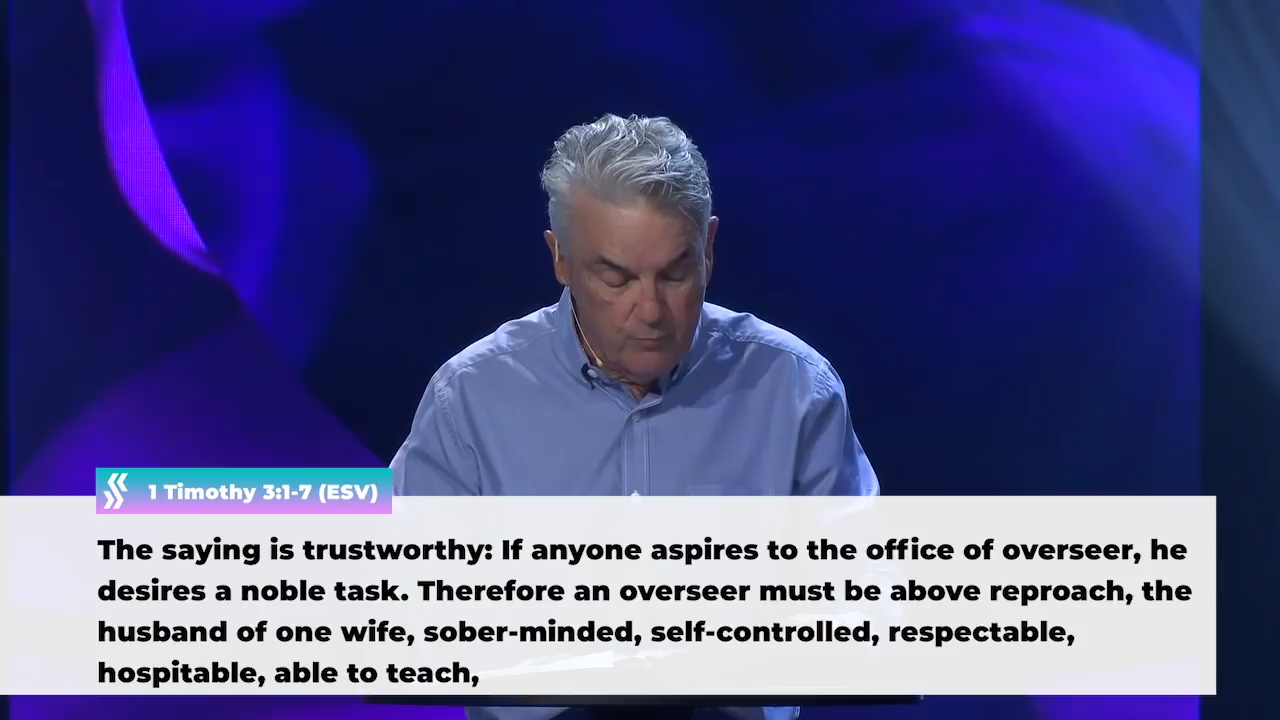 1 Timothy 3:1-7 (ESV)
The saying is trustworthy: If anyone aspires to the office of overseer, he
desires a noble task. Therefore an overseer must be above reproach, the
husband of one wife, sober-minded, self-controlled, respectable,
hospitable, able to teach,